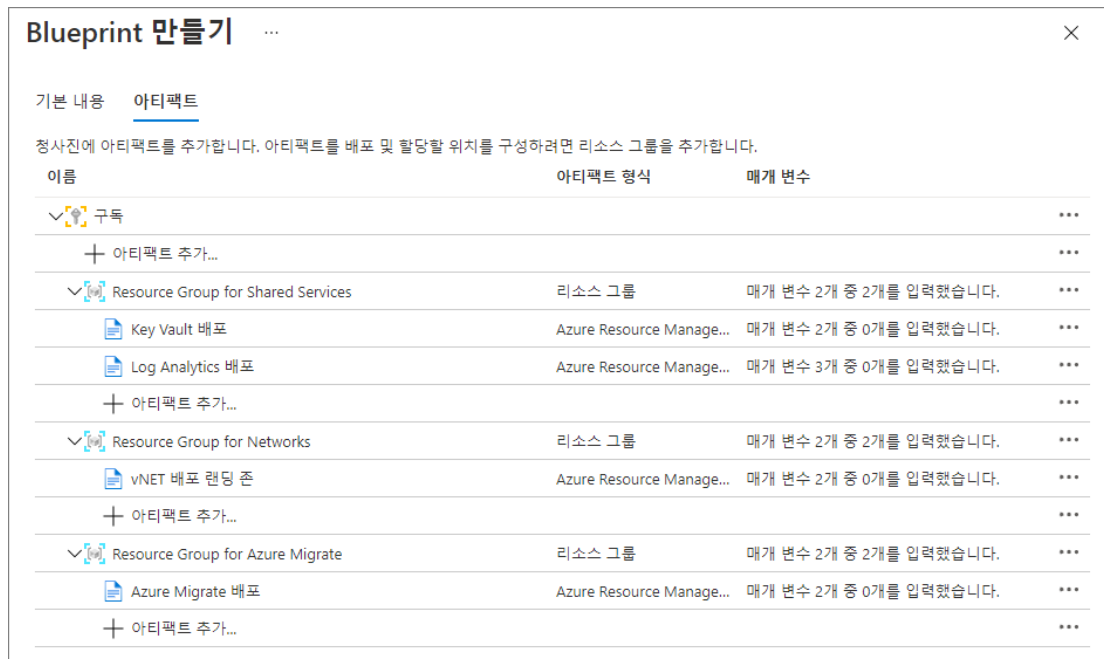 Blueprint 만들기 ...
기본 내용 아티팩트
청사진에 아티팩트를 추가합니다. 아티팩트를 배포 및 할당할 위치를 구성하려면 리소스 그룹을 추가합니다.
이름 아티팩트 형식 매개 변수
구독
아티팩트 추가...
Resource Group for Shared Services 리소스 그룹 매개 변수 2개 중 2개를 입력했습니다.
Key Vault 배포 Azure Resource Manage... 매개 변수 2개 중 0개를 입력했습니다.
Log Analytics 배포 Azure Resource Manage... 매개 변수 3개 중 0개를 입력했습니다.
아티팩트 추가...
Resource Group for Networks 리소스 그룹 매개 변수 2개 중 2개를 입력했습니다.
vNET 배포 랜딩 존 Azure Resource Manage... 매개 변수 2개 중 0개를 입력했습니다.
아티팩트 추가...
Resource Group for Azure Migrate 리소스 그룹 매개 변수 2개 중 2개를 입력했습니다.
Azure Migrate 배포 Azure Resource Manage... 매개 변수 2개 중 0개를 입력했습니다.
아티팩트 추가...